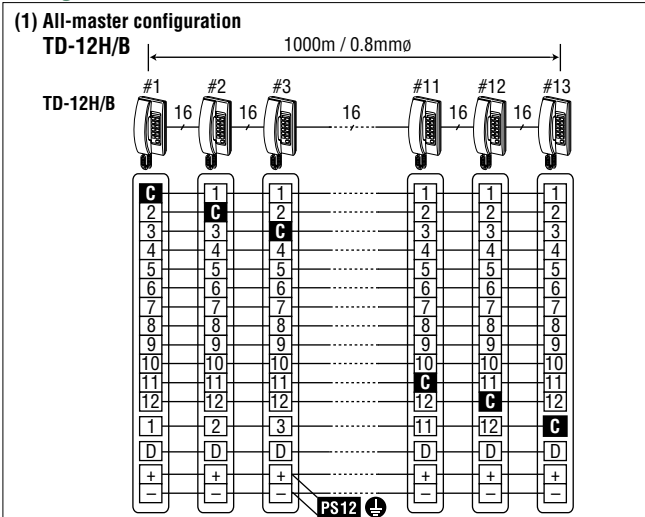 (1) All-master configuration
TD-12H/B
1000m / 0.8mmø
#1 #2 #3 #11 #12 #13
TD-12H/B
16 16 16 16 16
C 1 1 1 1 1
2 C 2 2 2 2
3 3 C 3 3 3
4 4 4 4 4 4
5 5 5 5 5 5
6 6 6 6 6 6
7 7 7 7 7 7
8 8 8 8 8 8
9 9 9 9 9 9
10 10 10 10 10 10
11 11 11 C 11 11
12 12 12 12 C 12
1 2 3 11 12 C
D D D D D D
+ + + + + +
– – – – – –
PS12